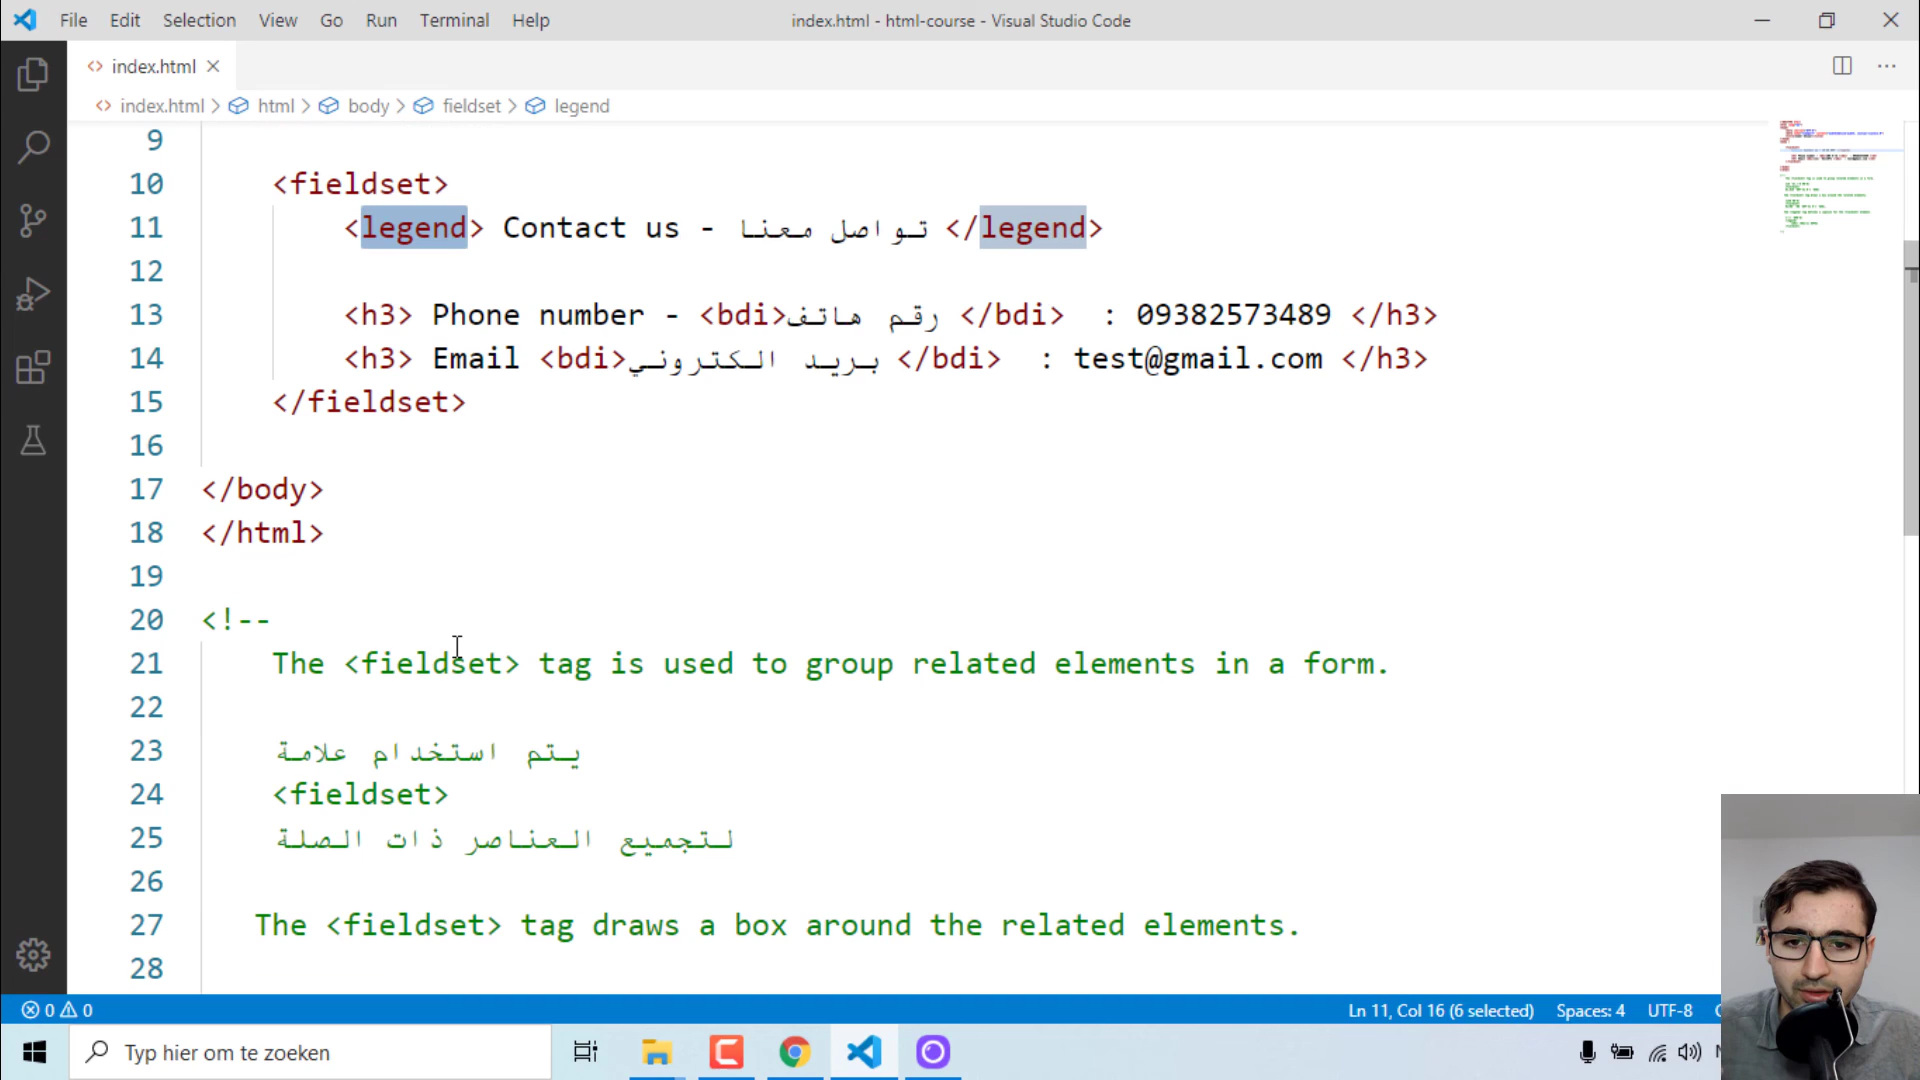 File Edit Selection View Go Run Terminal Help
index.html - html-course - Visual Studio Code
index.html
index.html > html > body > fieldset > legend
9
10 <fieldset>
11 <legend> Contact us - تواصل معنا </legend>
12
13 <h3> Phone number - <bdi>رقم هاتف </bdi> : 09382573489 </h3>
14 <h3> Email <bdi>بريد الكتروني </bdi> : test@gmail.com </h3>
15 </fieldset>
16
17 </body>
18 </html>
19
20 <!--
21 The <fieldset> tag is used to group related elements in a form.
22
23 يتم استخدام علامة
24 <fieldset>
25 لتجميع العناصر ذات الصلة
26
27 The <fieldset> tag draws a box around the related elements.
28
0 0 Ln 11, Col 16 (6 selected) Spaces: 4 UTF-8
Typ hier om te zoeken